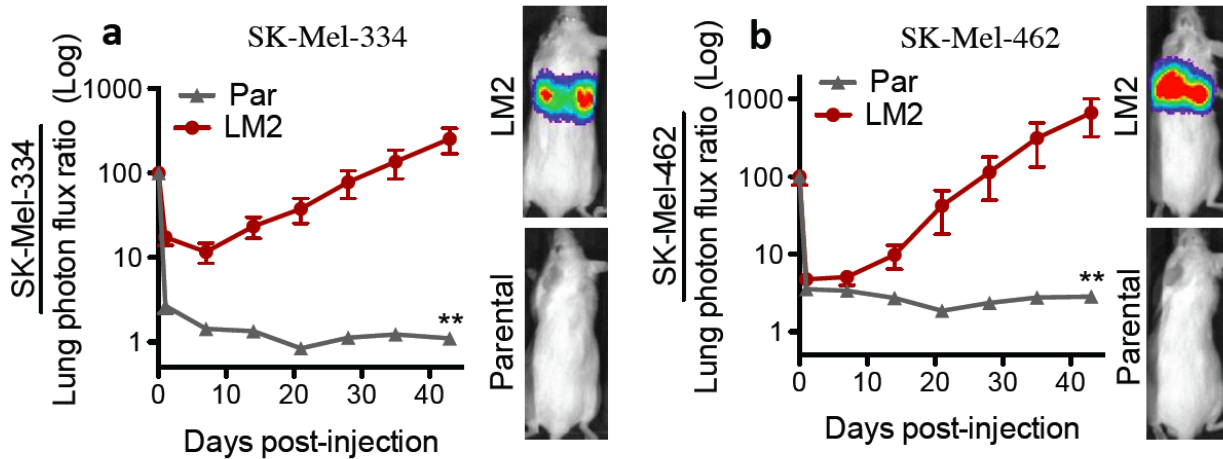 a
SK-Mel-334
SK-Mel-334
Lung photon flux ratio (Log)
1000
100
10
1
Par
LM2
**
0
10
20
30
40
Days post-injection
LM2
Parental
b
SK-Mel-462
SK-Mel-462
Lung photon flux ratio (Log)
1000
100
10
1
Par
LM2
**
0
10
20
30
40
Days post-injection
LM2
Parental